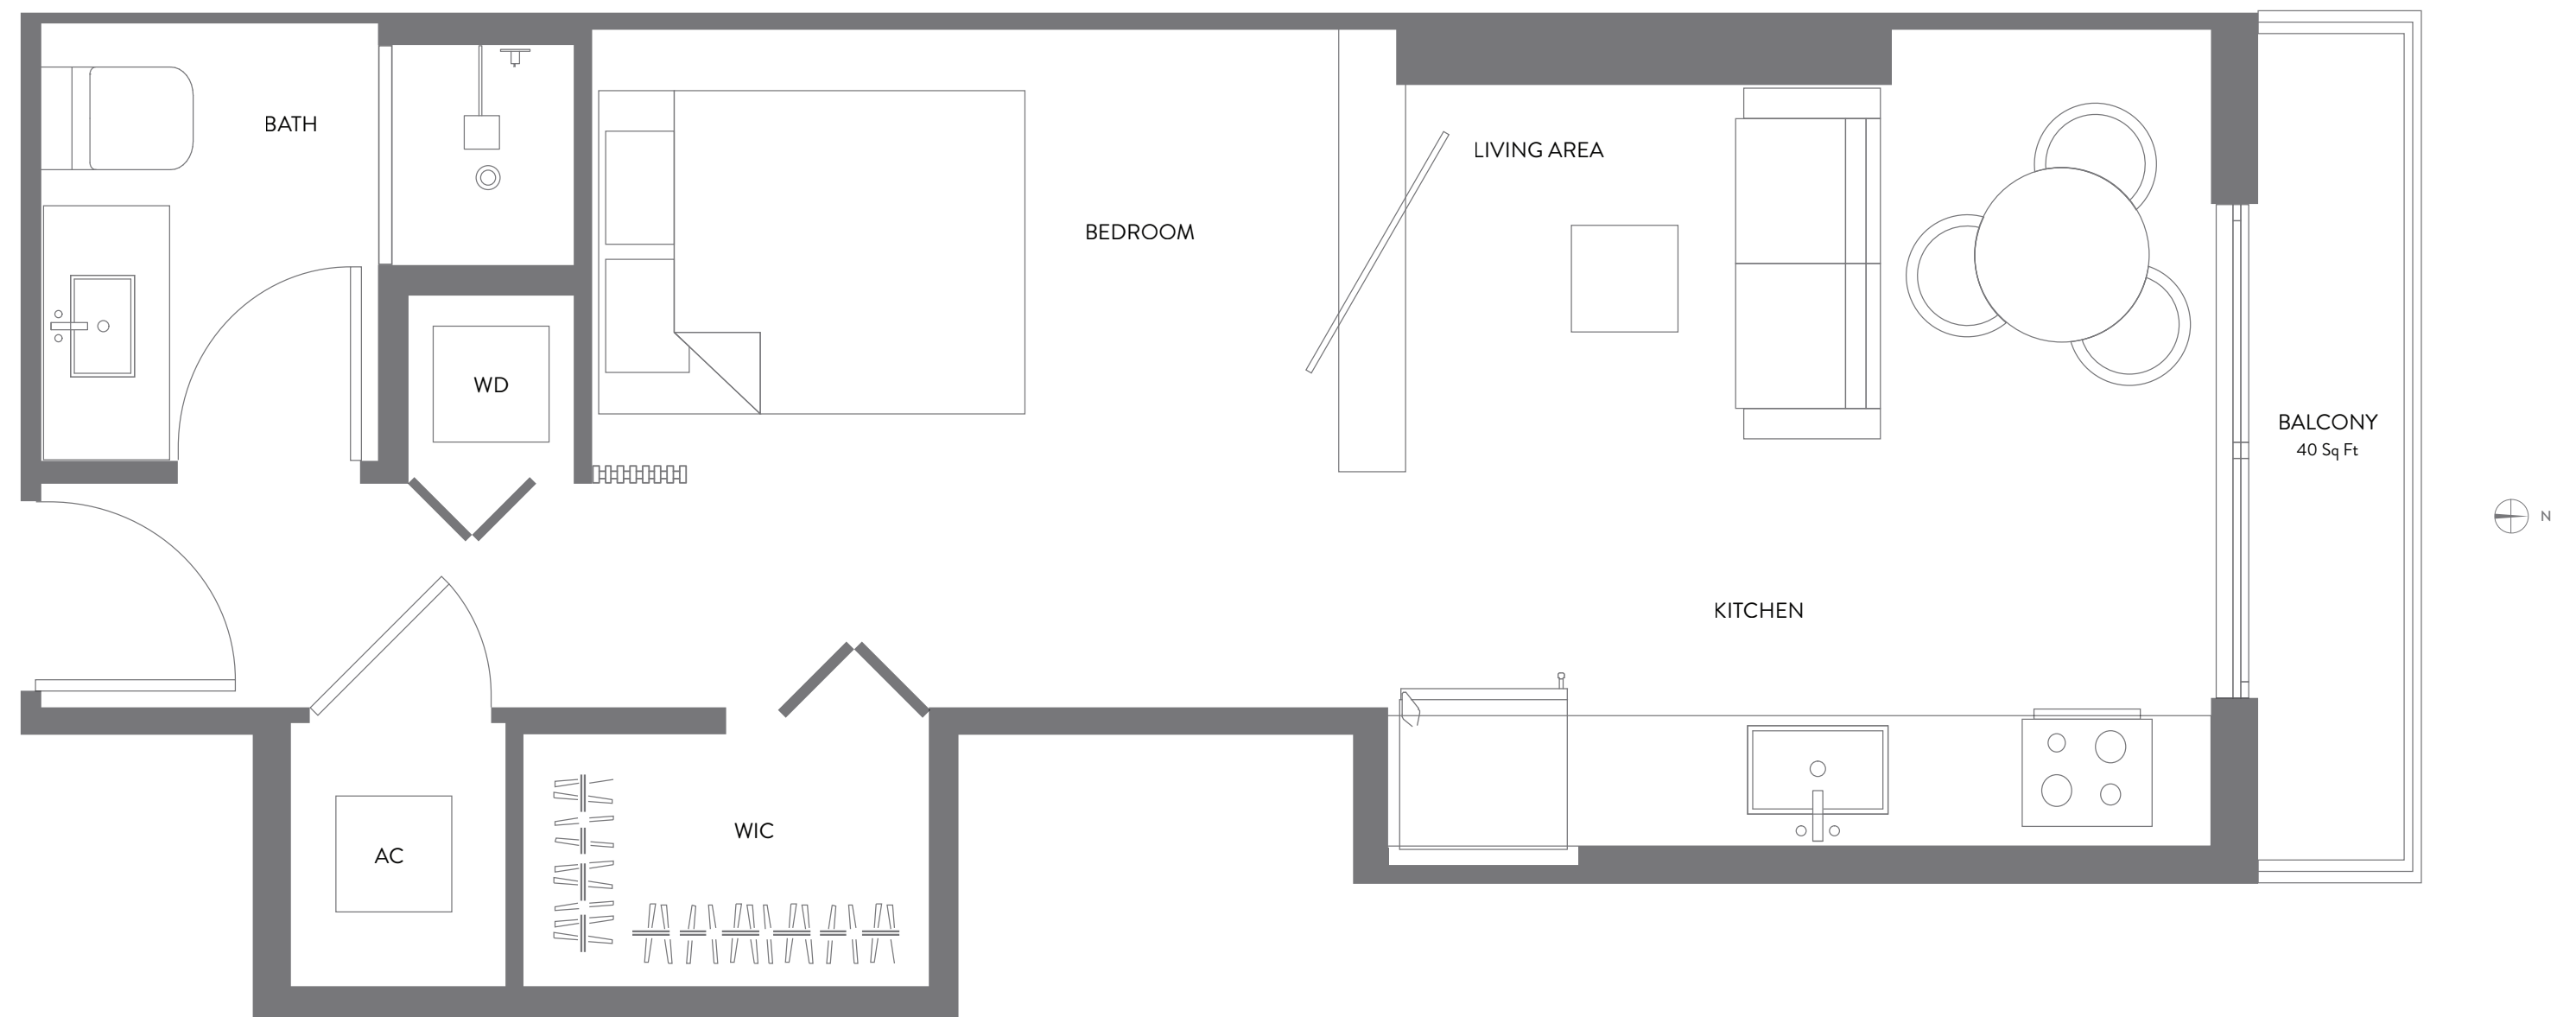 BATH
LIVING AREA
BEDROOM
WD
BALCONY
40 Sq Ft
N
KITCHEN
WIC
AC